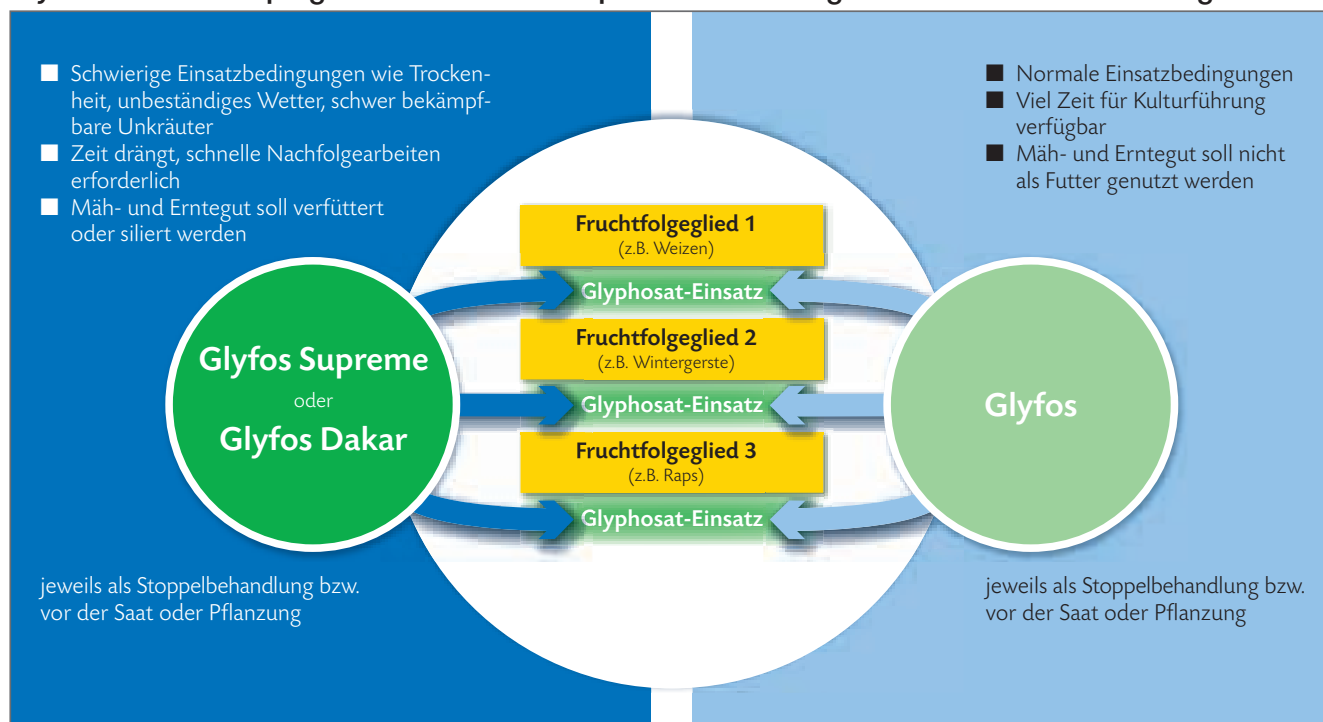 ■ Schwierige Einsatzbedingungen wie Trocken-
heit, unbeständiges Wetter, schwer bekämpf-
bare Unkräuter
■ Zeit drängt, schnelle Nachfolgearbeiten
erforderlich
■ Mäh- und Erntegut soll verfüttert
oder siliert werden
■ Normale Einsatzbedingungen
■ Viel Zeit für Kulturführung
verfügbar
■ Mäh- und Erntegut soll nicht
als Futter genutzt werden
Fruchtfolgeglied 1
(z.B. Weizen)
Glyphosat-Einsatz
Fruchtfolgeglied 2
(z.B. Wintergerste)
Glyphosat-Einsatz
Fruchtfolgeglied 3
(z.B. Raps)
Glyphosat-Einsatz
Glyfos Supreme
oder
Glyfos Dakar
Glyfos
jeweils als Stoppelbehandlung bzw.
vor der Saat oder Pflanzung
jeweils als Stoppelbehandlung bzw.
vor der Saat oder Pflanzung